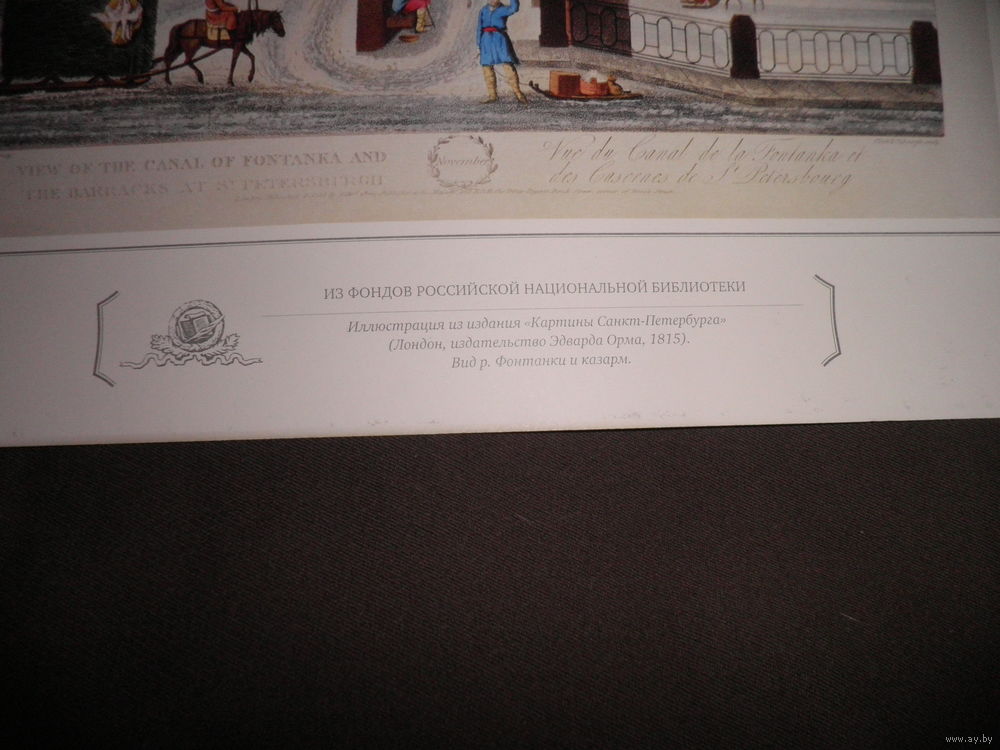 VIEW OF THE CANAL OF FONTANKA AND
THE BARRACKS AT ST PETERSBURGH
November
Vue du Canal de la Fontanka et
des Casernes de St Petersbourg
ИЗ ФОНДОВ РОССИЙСКОЙ НАЦИОНАЛЬНОЙ БИБЛИОТЕКИ
Иллюстрация из издания «Картины Санкт-Петербурга»
(Лондон, издательство Эдварда Орма, 1815).
Вид р. Фонтанки и казарм.
www.ay.by